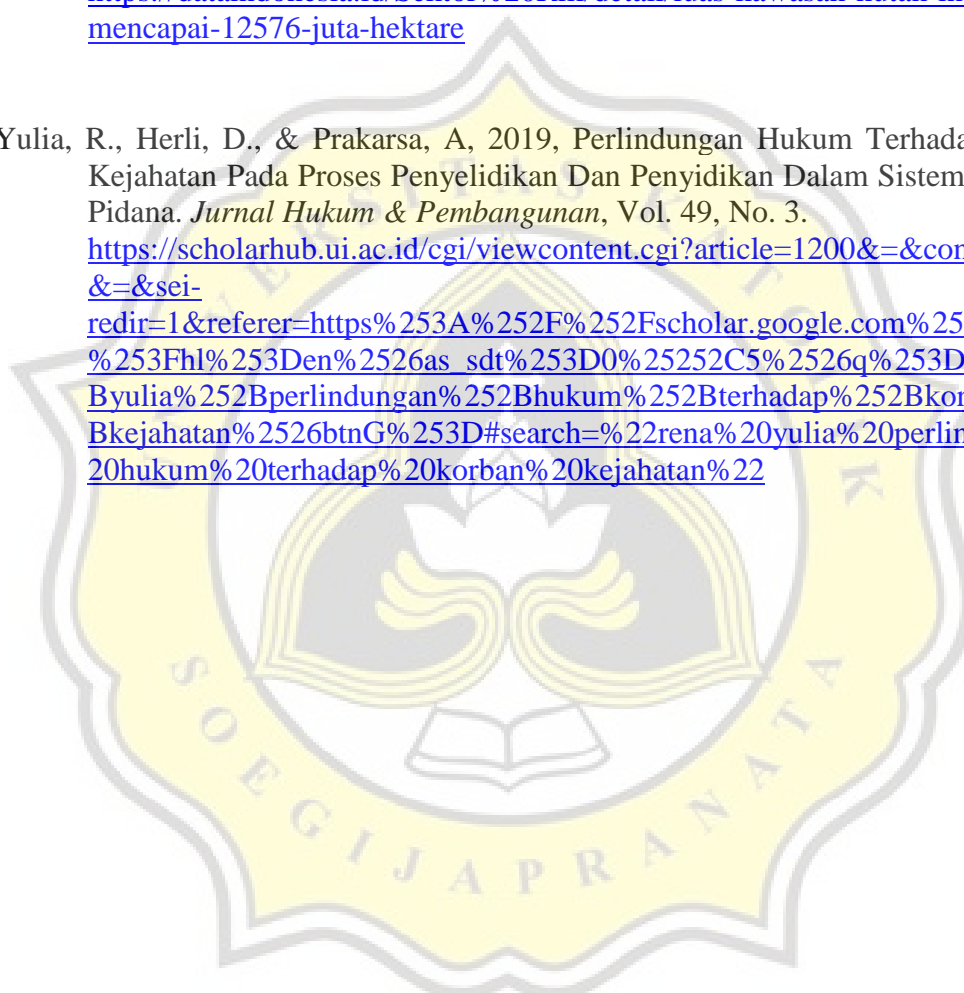 mencapai-12576-juta-hektare
Yulia, R., Herli, D., & Prakarsa, A, 2019, Perlindungan Hukum Terhada
Kejahatan Pada Proses Penyelidikan Dan Penyidikan Dalam Sistem
Pidana. Jurnal Hukum & Pembangunan, Vol. 49, No. 3.
https://scholarhub.ui.ac.id/cgi/viewcontent.cgi?article=1200&=&con
&=&sei-
redir=1&referer=https%253A%252F%252Fscholar.google.com%25
%253Fhl%253Den%2526as_sdt%253D0%25252C5%2526q%253D
Byulia%252Bperlindungan%252Bhukum%252Bterhadap%252Bkor
Bkejahatan%2526btnG%253D#search=%22rena%20yulia%20perlin
20hukum%20terhadap%20korban%20kejahatan%22
UNIVERSITAS KATOLIK
SOEGIJAPRANATA